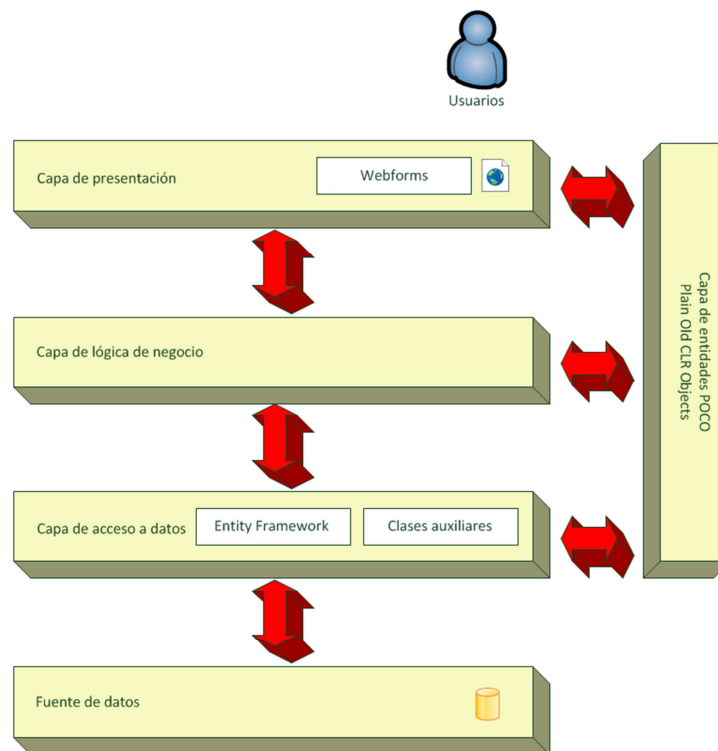 Usuarios
Capa de presentación
Webforms
Capa de lógica de negocio
Capa de entidades POCO
Plain Old CLR Objects
Capa de acceso a datos
Entity Framework
Clases auxiliares
Fuente de datos